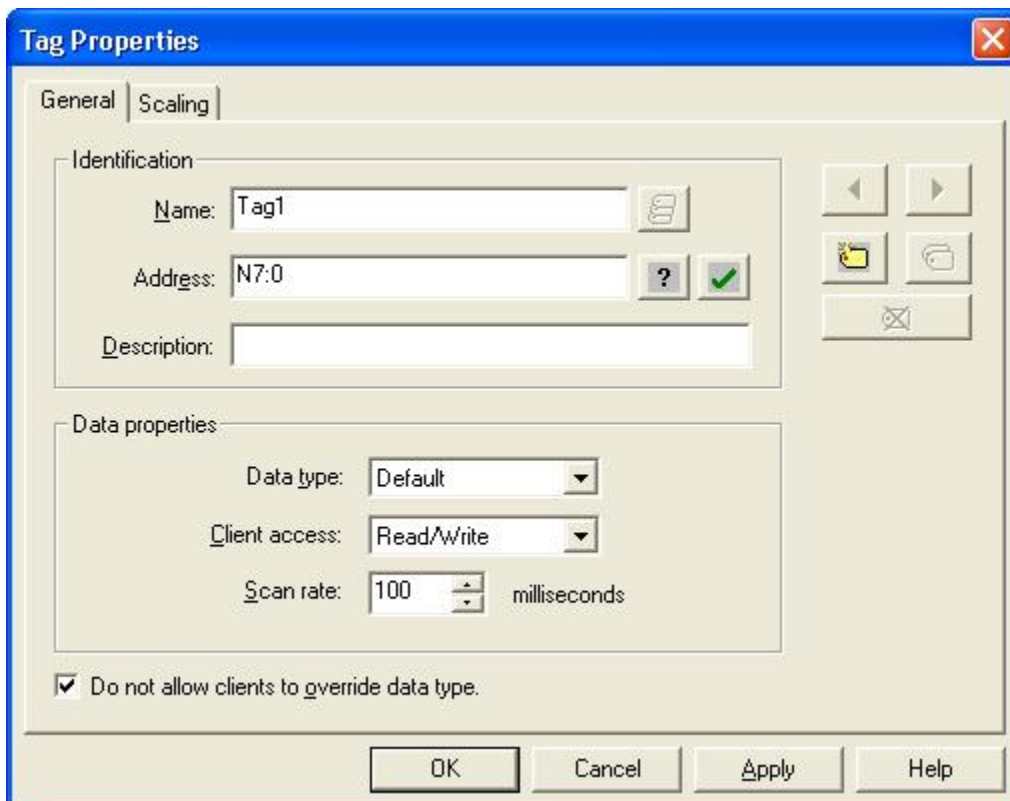 Tag Properties
General
Scaling
Identification
Name:
Tag1
Address:
N7:0
?
Description:
Data properties
Data type:
Default
Client access:
Read/Write
Scan rate:
100
milliseconds
Do not allow clients to override data type.
OK
Cancel
Apply
Help